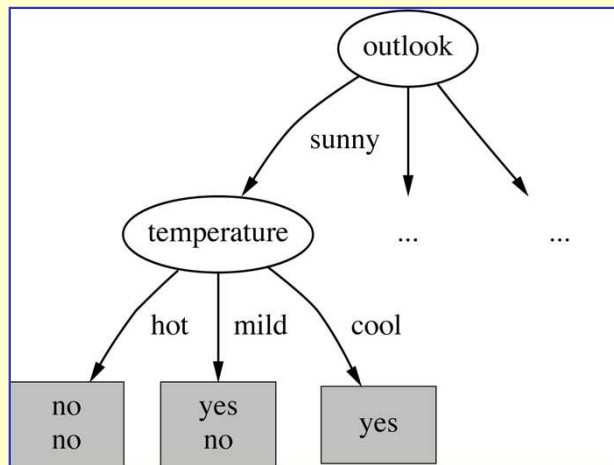 outlook
sunny
temperature
... ...
hot mild cool
no yes yes
no no